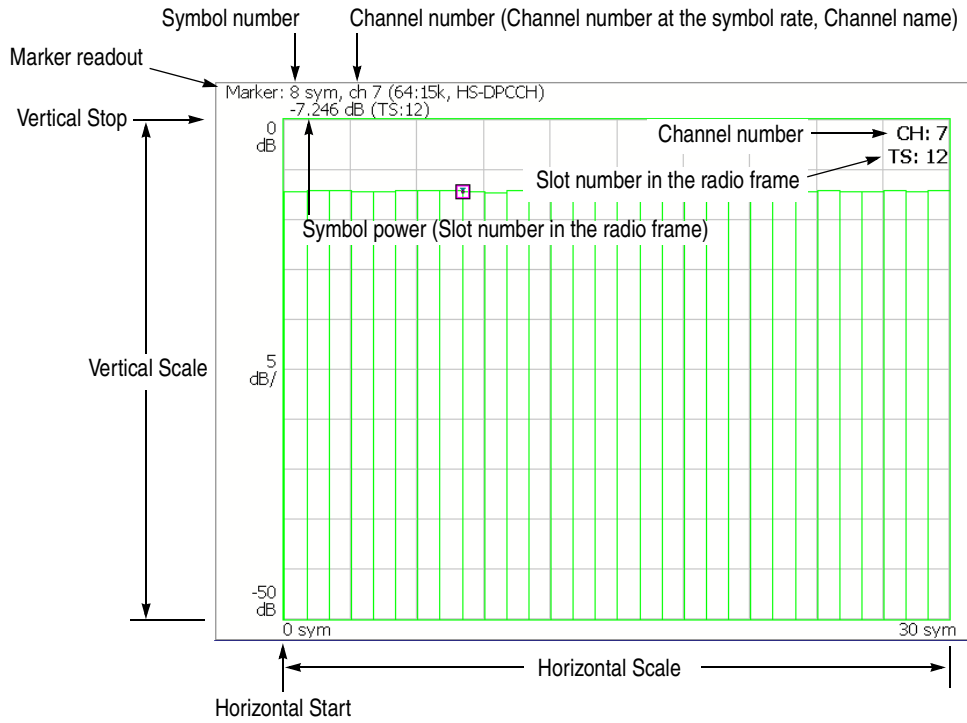 Symbol number
Channel number (Channel number at the symbol rate, Channel name)
Marker readout
Marker: 8 sym, ch 7 (64:15k, HS-DPCCH)
-7.246 dB (TS:12)
Vertical Stop
0
dB
Channel number
CH: 7
TS: 12
Slot number in the radio frame
Symbol power (Slot number in the radio frame)
Vertical Scale
5
dB/
-50
dB
0 sym
30 sym
Horizontal Scale
Horizontal Start